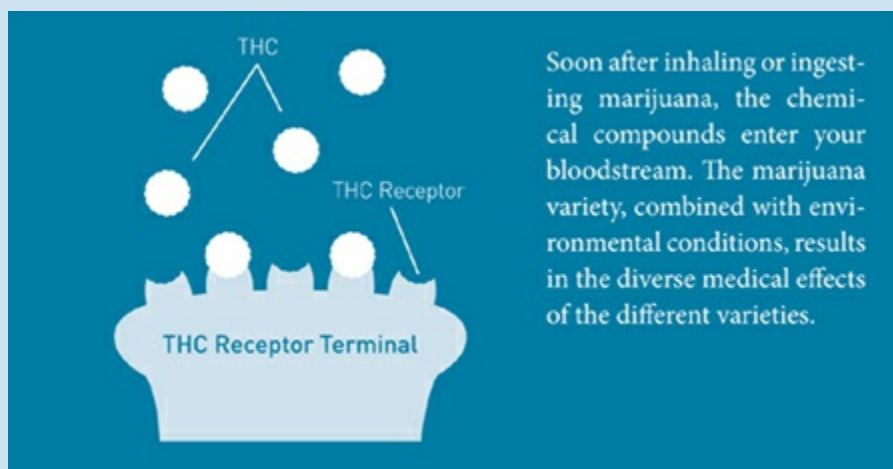 THC
THC Receptor
THC Receptor Terminal
Soon after inhaling or ingest-
ing marijuana, the chemi-
cal compounds enter your
bloodstream. The marijuana
variety, combined with envi-
ronmental conditions, results
in the diverse medical effects
of the different varieties.